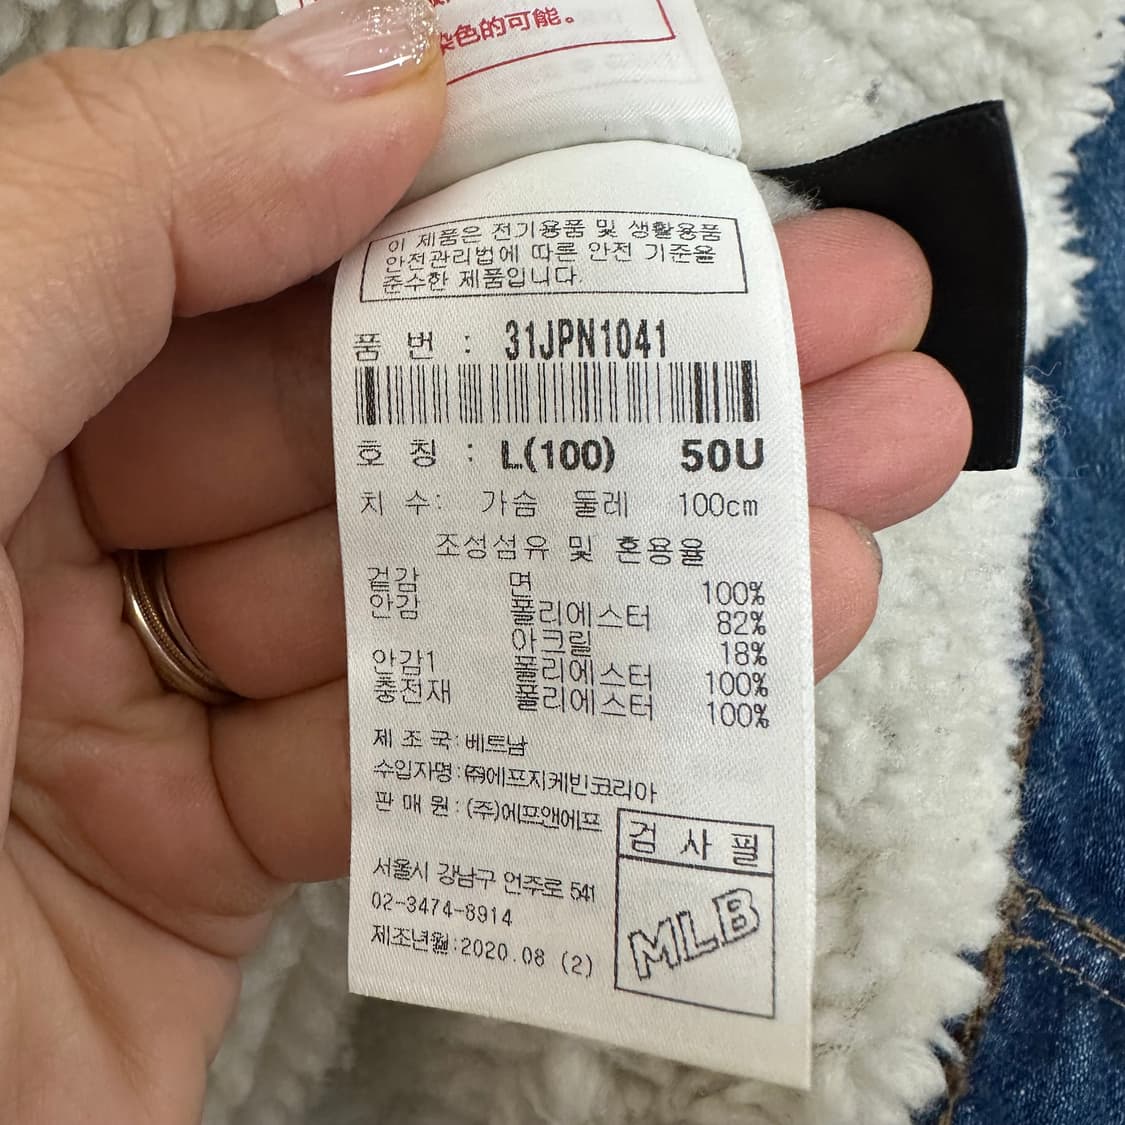 染色的可能。
이 제품은 전기용품 및 생활용품
안전관리법에 따른 안전 기준을
준수한 제품입니다.
품 번 : 31JPN1041
호 칭 : L(100) 50U
치 수: 가슴 둘레 100cm
조성섬유 및 혼용율
겉감 면 100%
안감 폴리에스터 82%
아크릴 18%
안감1 폴리에스터 100%
충전재 폴리에스터 100%
제 조 국:베트남
수입자명:㈜에프지케빈코리아
판 매 원:(주)에프앤에프
서울시 강남구 언주로 541
02-3474-8914
제조년월:2020.08 (2)
검 사 필
MLB